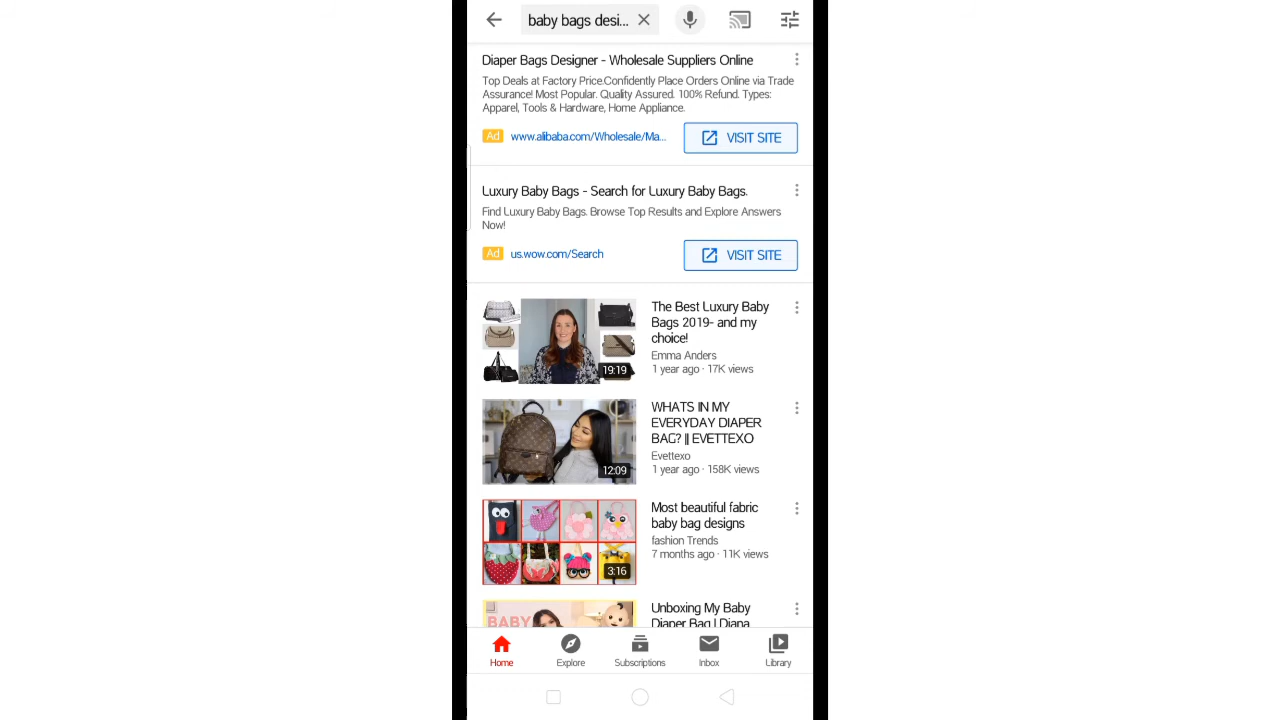 baby bags desi...
Diaper Bags Designer - Wholesale Suppliers Online
Top Deals at Factory Price.Confidently Place Orders Online via Trade
Assurance! Most Popular. Quality Assured. 100% Refund. Types:
Apparel, Tools & Hardware, Home Appliance.
Ad www.alibaba.com/Wholesale/Ma... VISIT SITE
Luxury Baby Bags - Search for Luxury Baby Bags.
Find Luxury Baby Bags. Browse Top Results and Explore Answers
Now!
Ad us.wow.com/Search VISIT SITE
19:19
The Best Luxury Baby
Bags 2019- and my
choice!
Emma Anders
1 year ago · 17K views
12:09
WHATS IN MY
EVERYDAY DIAPER
BAG? || EVETTEXO
Evettexo
1 year ago · 158K views
3:16
Most beautiful fabric
baby bag designs
fashion Trends
7 months ago · 11K views
BABY
Unboxing My Baby
Diaper Bag | Diana
Home Explore Subscriptions Inbox Library